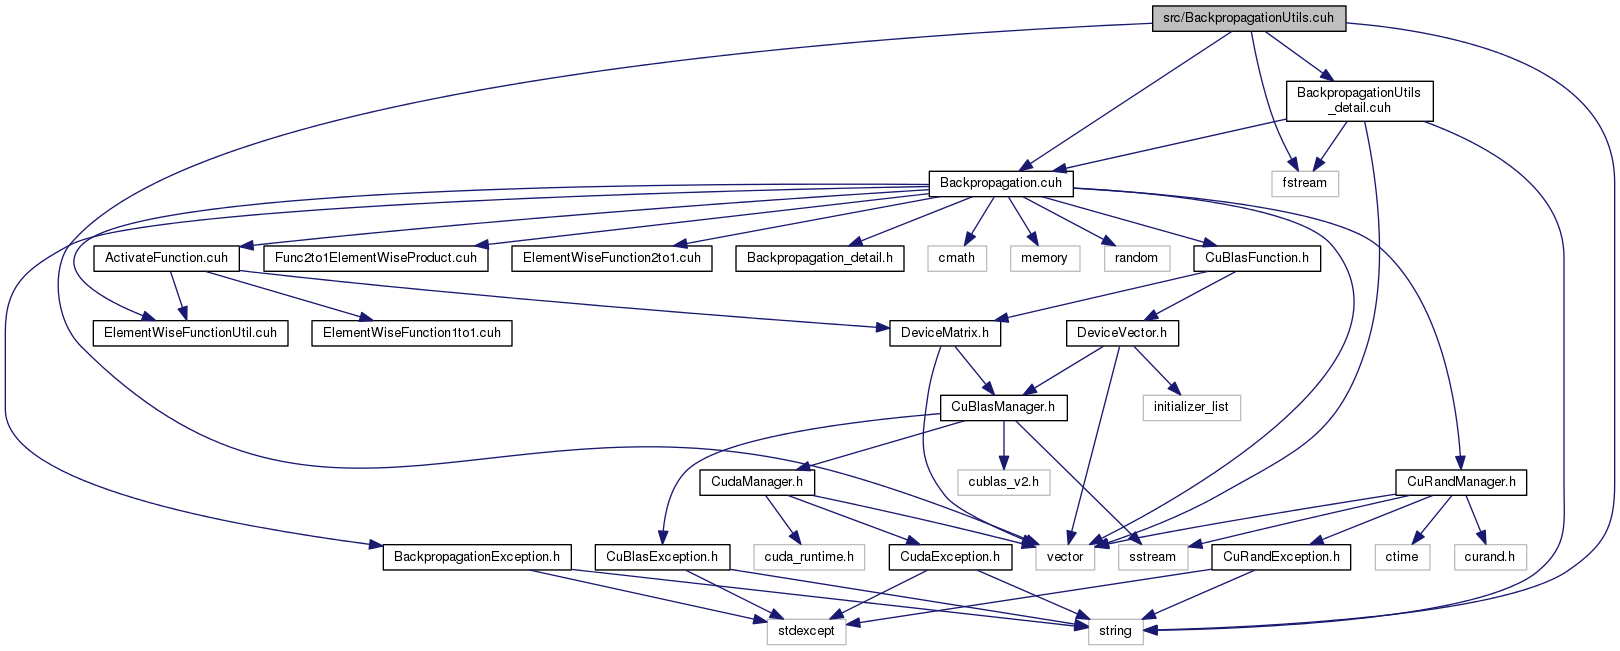 src/BackpropagationUtils.cuh
BackpropagationUtils
_detail.cuh
Backpropagation.cuh
fstream
ActivateFunction.cuh
Func2to1ElementWiseProduct.cuh
ElementWiseFunction2to1.cuh
Backpropagation_detail.h
cmath
memory
random
CuBlasFunction.h
ElementWiseFunctionUtil.cuh
ElementWiseFunction1to1.cuh
DeviceMatrix.h
DeviceVector.h
CuBlasManager.h
initializer_list
CudaManager.h
cublas_v2.h
CuRandManager.h
BackpropagationException.h
CuBlasException.h
cuda_runtime.h
CudaException.h
vector
sstream
CuRandException.h
ctime
curand.h
stdexcept
string